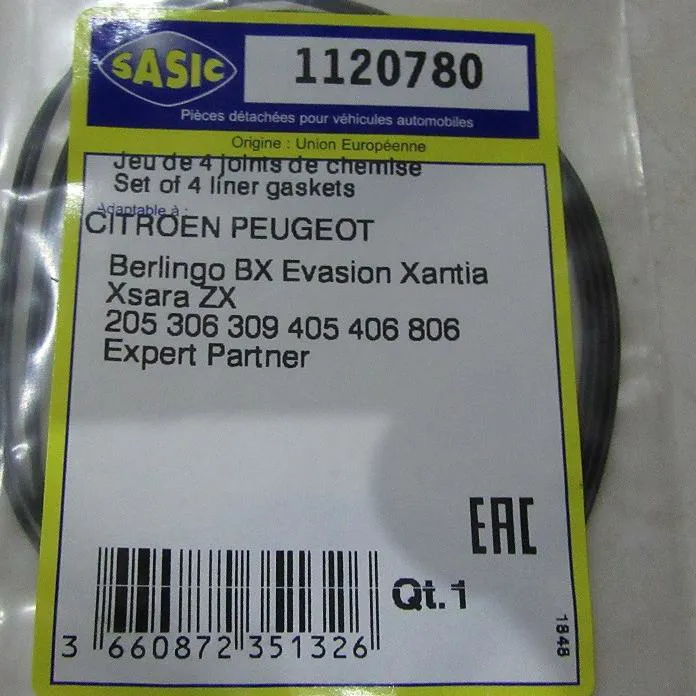 SASIC
1120780
Pièces détachées pour véhicules automobiles
Origine : Union Européenne
Jeu de 4 joints de chemise
Set of 4 liner gaskets
Adaptable à :
CITROEN PEUGEOT
Berlingo BX Evasion Xantia
Xsara ZX
205 306 309 405 406 806
Expert Partner
EAC
Qt.1
3 660872 351326
1848